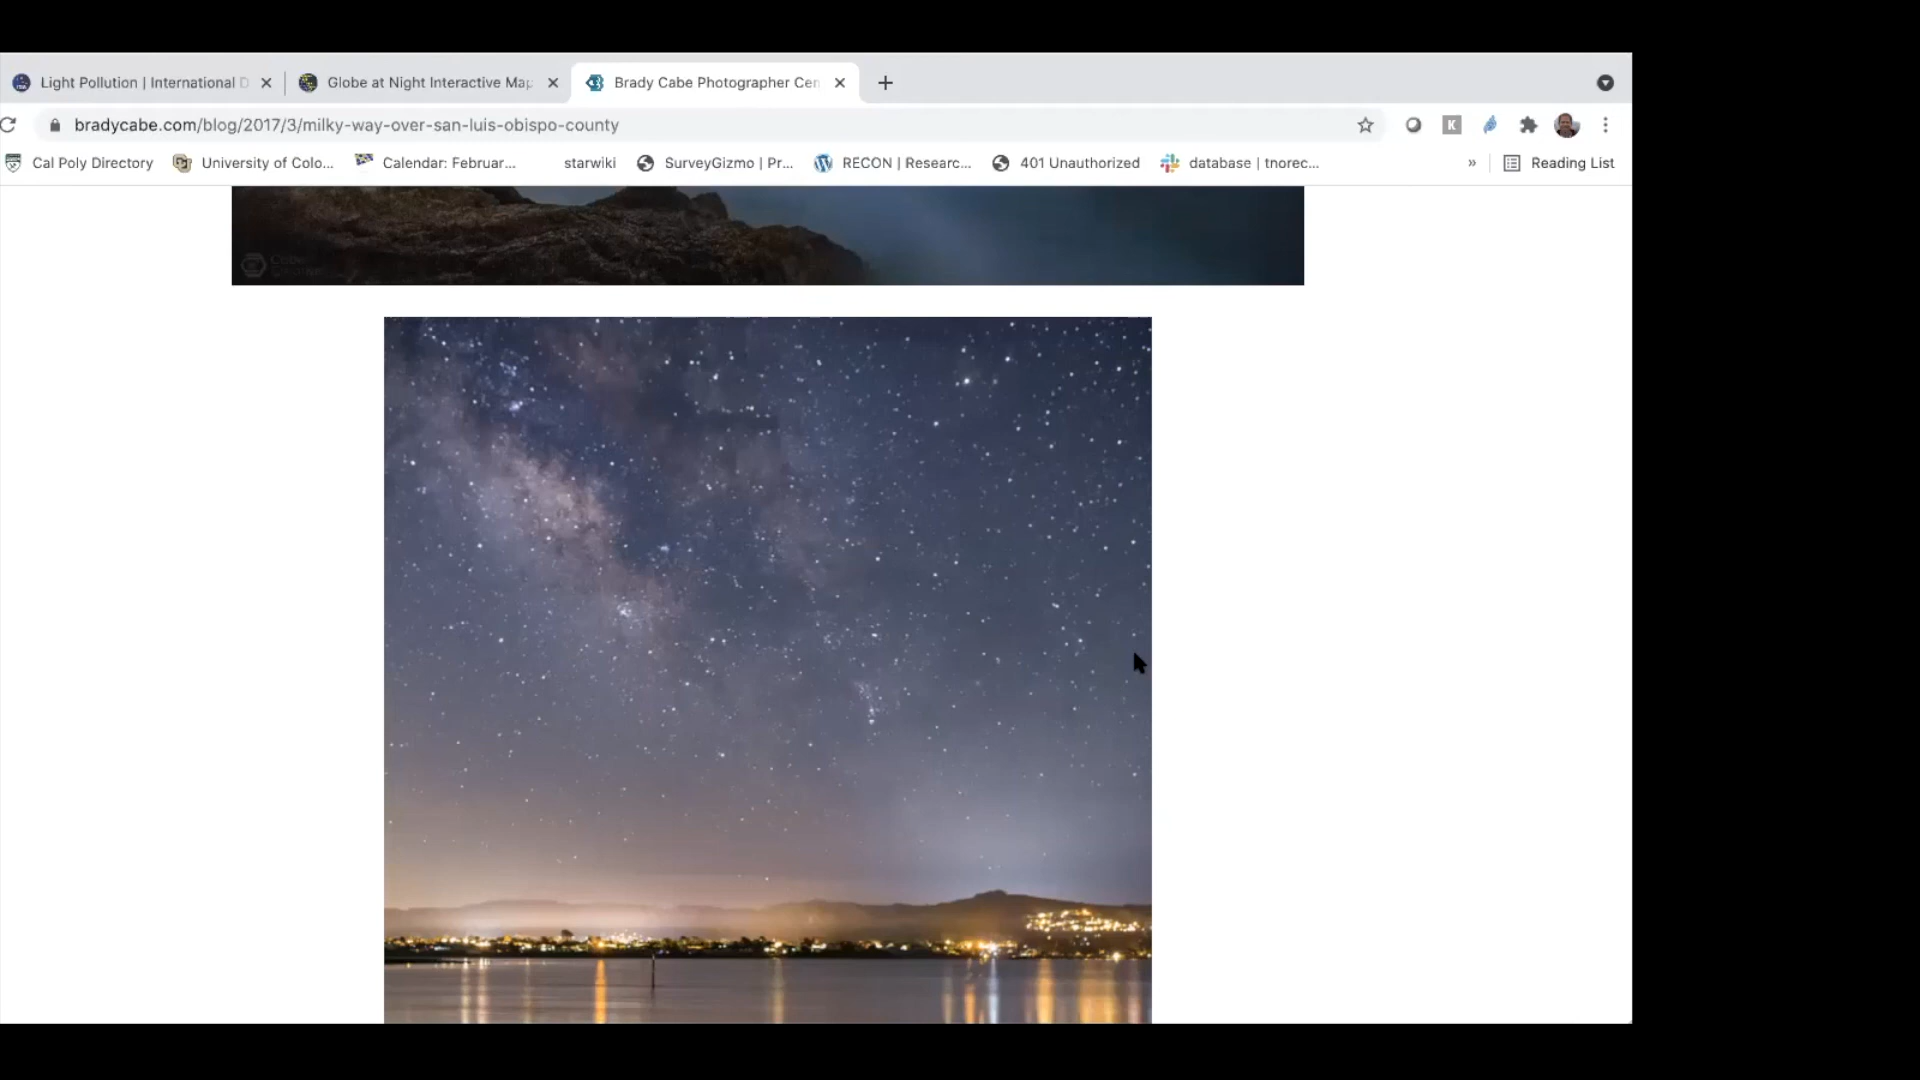 Light Pollution | International D
Globe at Night Interactive Map
Brady Cabe Photographer Cen
bradycabe.com/blog/2017/3/milky-way-over-san-luis-obispo-county
K
Cal Poly Directory
University of Colo...
Calendar: Februar...
starwiki
SurveyGizmo | Pr...
RECON | Researc...
401 Unauthorized
database | tnorec...
»
Reading List